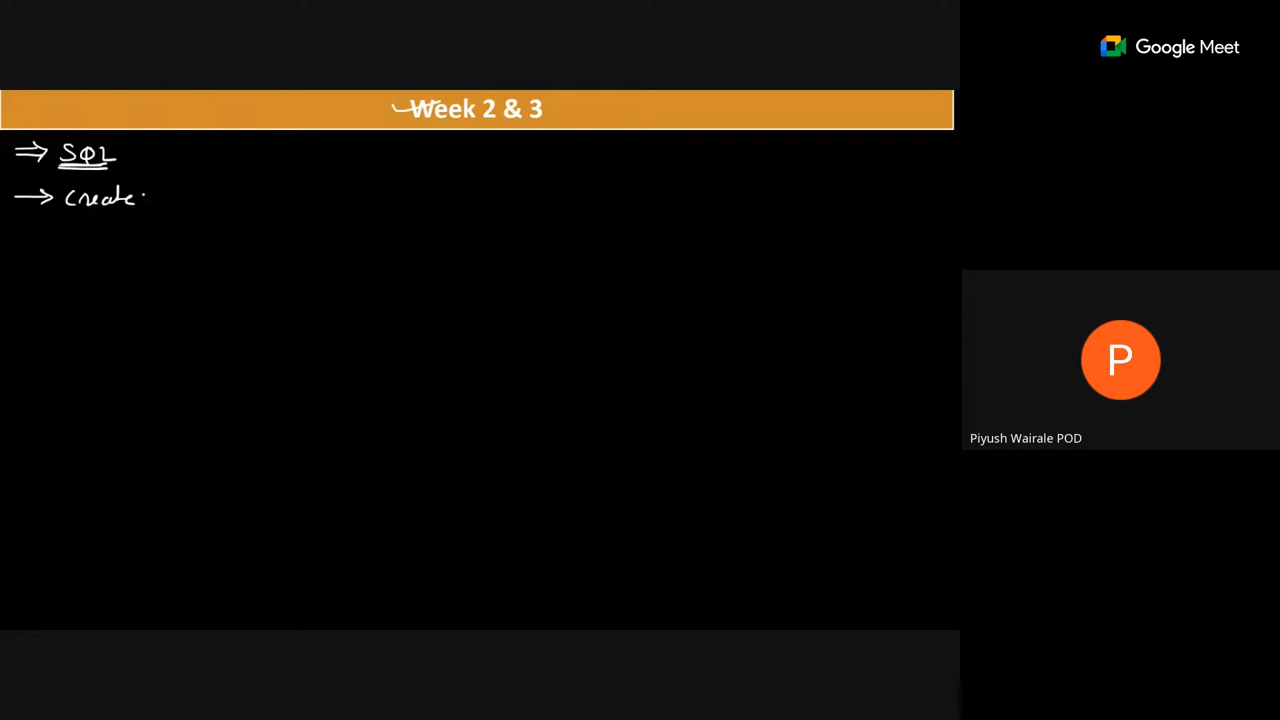 Google Meet
Week 2 & 3
⇒ SQL
→ create
P
Piyush Wairale POD